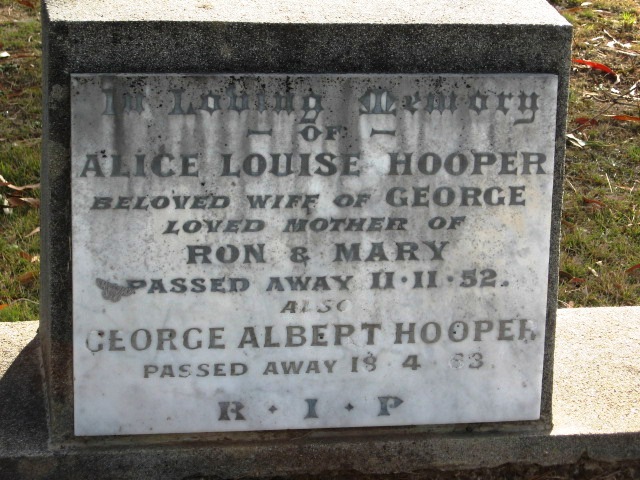 In Loving Memory
- OF -
ALICE LOUISE HOOPER
BELOVED WIFE OF GEORGE
LOVED MOTHER OF
RON & MARY
PASSED AWAY 11·11·52.
ALSO
GEORGE ALBERT HOOPER
PASSED AWAY 18 4
R·I·P